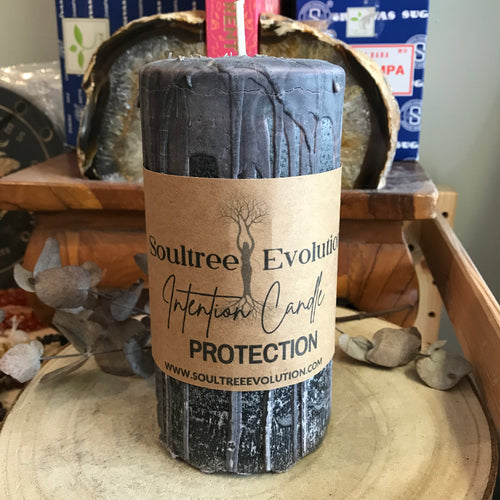 Soultree Evolution
Intention Candle
PROTECTION
WWW.SOULTREEEVOLUTION.COM